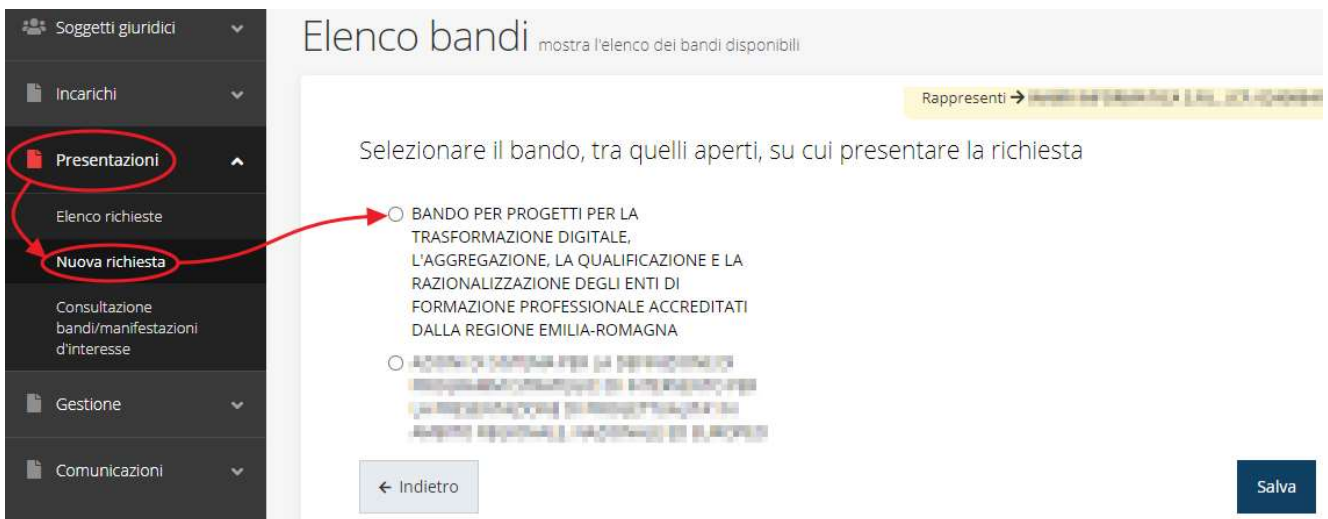 Soggetti giuridici
Incarichi
Presentazioni
Elenco richieste
Nuova richiesta
Consultazione
bandi/manifestazioni
d'interesse
Gestione
Comunicazioni
Elenco bandi mostra l'elenco dei bandi disponibili
Rappresenti →
Selezionare il bando, tra quelli aperti, su cui presentare la richiesta
BANDO PER PROGETTI PER LA
TRASFORMAZIONE DIGITALE,
L'AGGREGAZIONE, LA QUALIFICAZIONE E LA
RAZIONALIZZAZIONE DEGLI ENTI DI
FORMAZIONE PROFESSIONALE ACCREDITATI
DALLA REGIONE EMILIA-ROMAGNA
← Indietro
Salva